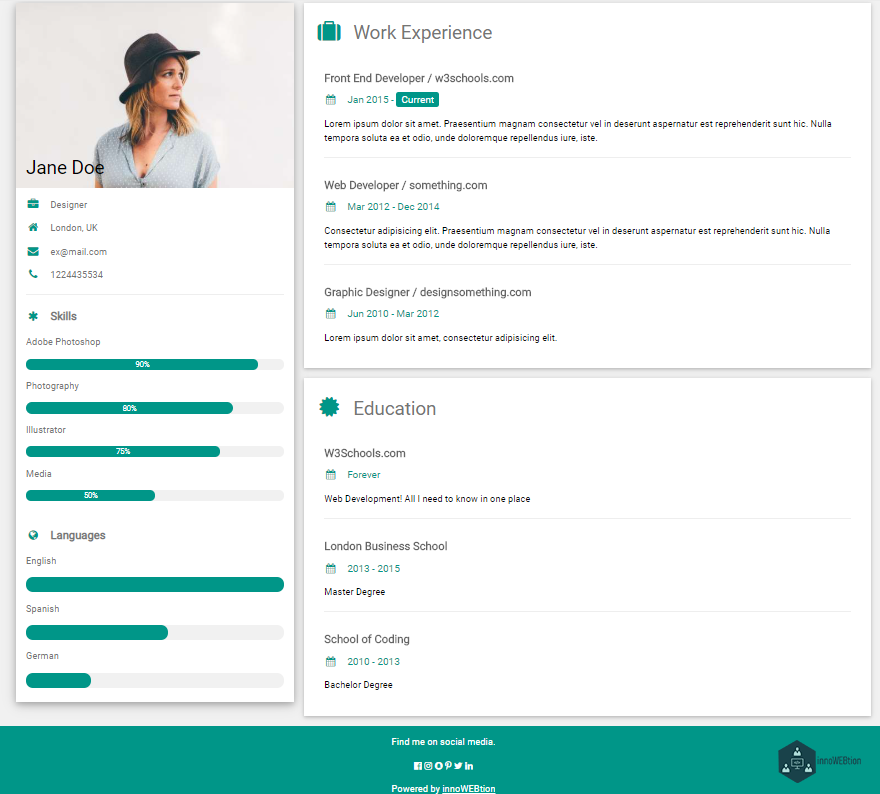 Jane Doe
Designer
London, UK
ex@mail.com
1224435534
Skills
Adobe Photoshop
90%
Photography
80%
Illustrator
75%
Media
50%
Languages
English
Spanish
German
Work Experience
Front End Developer / w3schools.com
Jan 2015 - Current
Lorem ipsum dolor sit amet. Praesentium magnam consectetur vel in deserunt aspernatur est reprehenderit sunt hic. Nulla
tempora soluta ea et odio, unde doloremque repellendus iure, iste.
Web Developer / something.com
Mar 2012 - Dec 2014
Consectetur adipisicing elit. Praesentium magnam consectetur vel in deserunt aspernatur est reprehenderit sunt hic. Nulla
tempora soluta ea et odio, unde doloremque repellendus iure, iste.
Graphic Designer / designsomething.com
Jun 2010 - Mar 2012
Lorem ipsum dolor sit amet, consectetur adipisicing elit.
Education
W3Schools.com
Forever
Web Development! All I need to know in one place
London Business School
2013 - 2015
Master Degree
School of Coding
2010 - 2013
Bachelor Degree
Find me on social media.
Powered by innoWEBtion
innoWEBtion